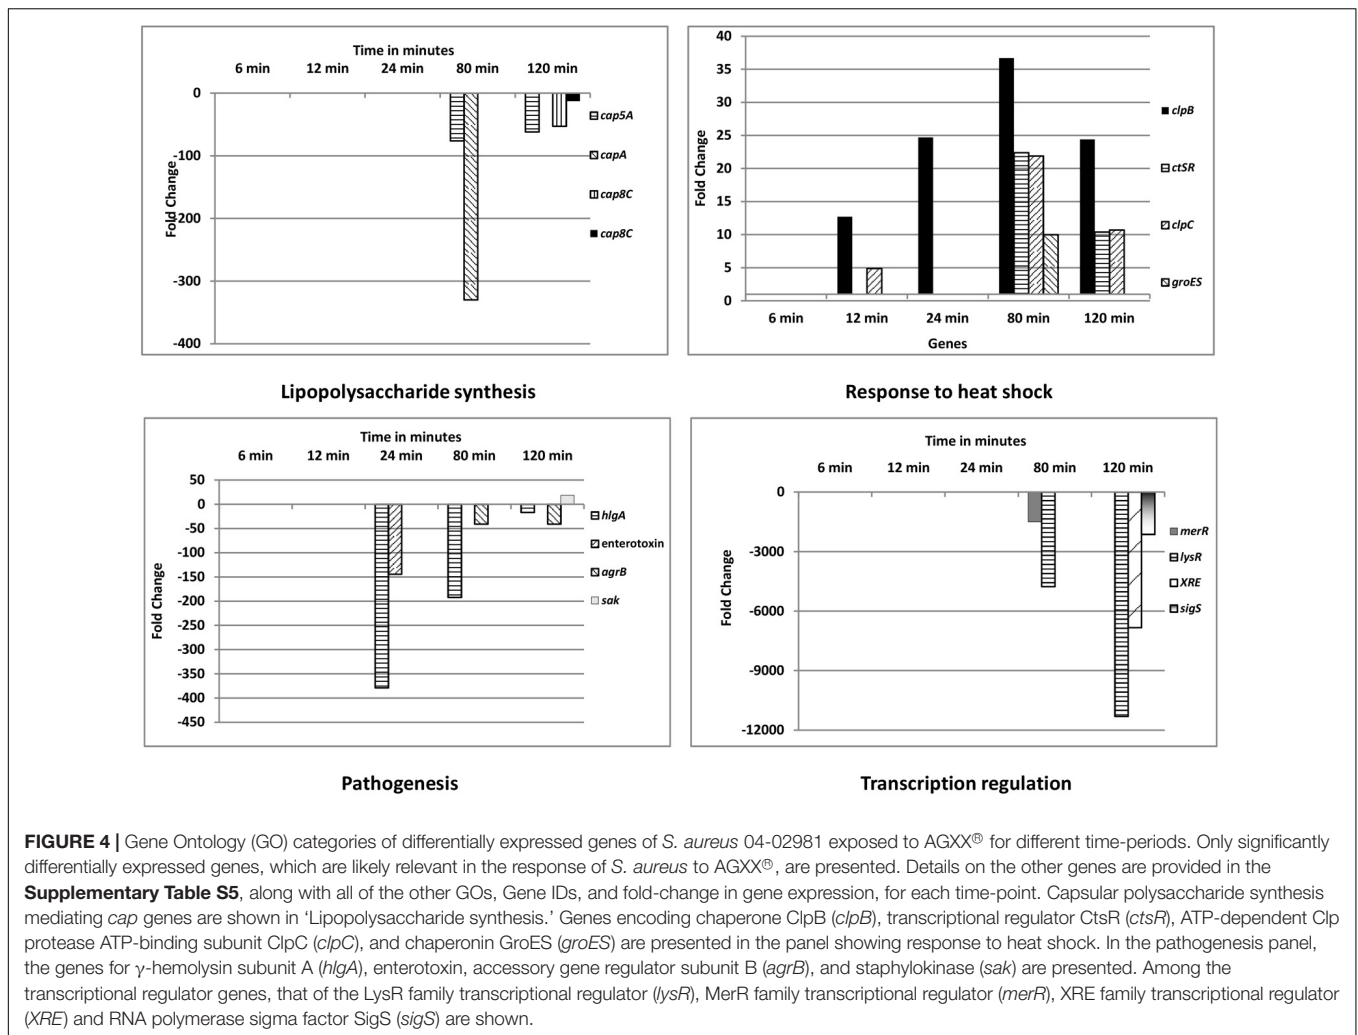 Time in minutes
6 min 12 min 24 min 80 min 120 min
0
-100
-200
-300
-400
Fold Change
cap5A
capA
cap8C
cap8C
Lipopolysaccharide synthesis
40
35
30
25
20
15
10
5
0
Fold Change
6 min 12 min 24 min 80 min 120 min
Genes
clpB
ctSR
clpC
groES
Response to heat shock
Time in minutes
6 min 12 min 24 min 80 min 120 min
50
0
-50
-100
-150
-200
-250
-300
-350
-400
-450
Fold Change
hlgA
enterotoxin
agrB
sak
Pathogenesis
Time in minutes
6 min 12 min 24 min 80 min 120 min
0
-3000
-6000
-9000
-12000
Fold Change
merR
lysR
XRE
sigS
Transcription regulation
FIGURE 4 | Gene Ontology (GO) categories of differentially expressed genes of S. aureus 04-02981 exposed to AGXX® for different time-periods. Only significantly
differentially expressed genes, which are likely relevant in the response of S. aureus to AGXX®, are presented. Details on the other genes are provided in the
Supplementary Table S5, along with all of the other GOs, Gene IDs, and fold-change in gene expression, for each time-point. Capsular polysaccharide synthesis
mediating cap genes are shown in ‘Lipopolysaccharide synthesis.’ Genes encoding chaperone ClpB (clpB), transcriptional regulator CtsR (ctsR), ATP-dependent Clp
protease ATP-binding subunit ClpC (clpC), and chaperonin GroES (groES) are presented in the panel showing response to heat shock. In the pathogenesis panel,
the genes for γ-hemolysin subunit A (hlgA), enterotoxin, accessory gene regulator subunit B (agrB), and staphylokinase (sak) are presented. Among the
transcriptional regulator genes, that of the LysR family transcriptional regulator (lysR), MerR family transcriptional regulator (merR), XRE family transcriptional regulator
(XRE) and RNA polymerase sigma factor SigS (sigS) are shown.